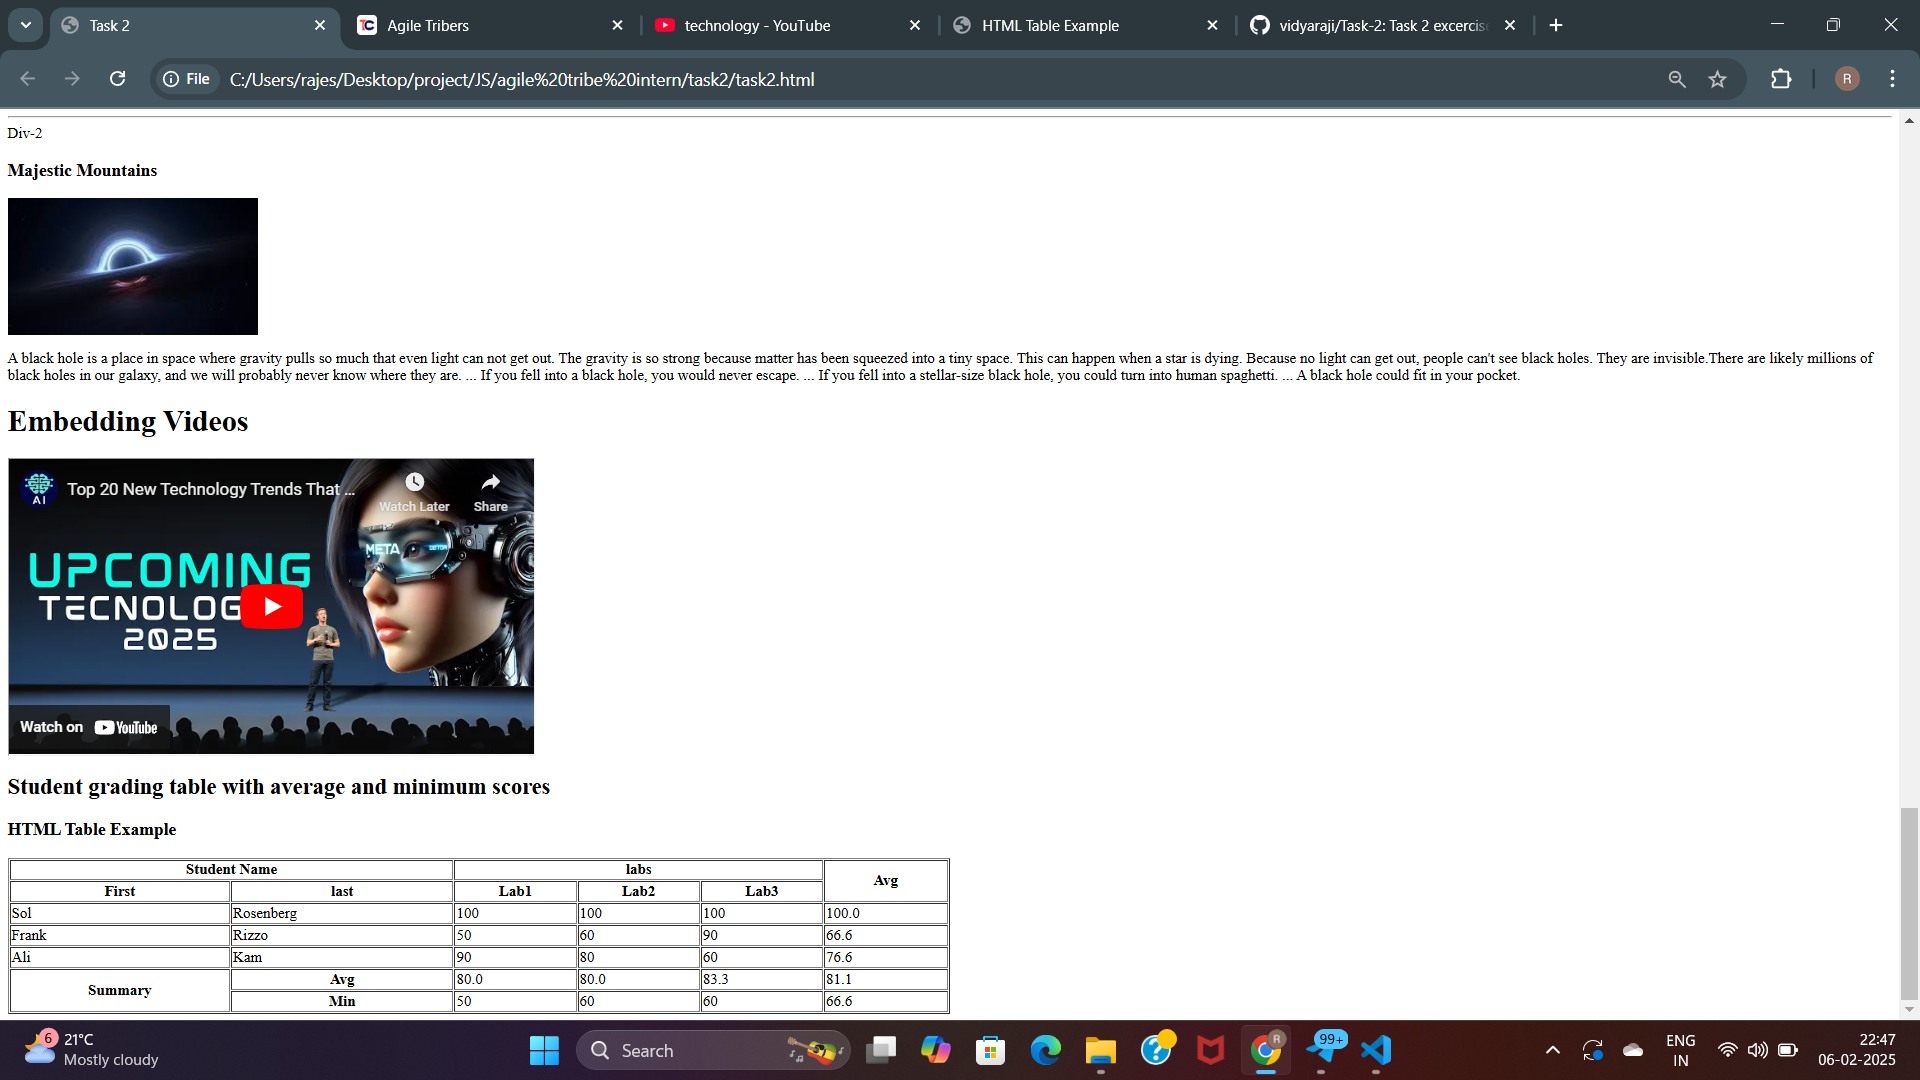 Task 2
Agile Tribers
technology - YouTube
HTML Table Example
vidyaraji/Task-2: Task 2 excercise
File C:/Users/rajes/Desktop/project/JS/agile%20tribe%20intern/task2/task2.html
R
Div-2
Majestic Mountains
A black hole is a place in space where gravity pulls so much that even light can not get out. The gravity is so strong because matter has been squeezed into a tiny space. This can happen when a star is dying. Because no light can get out, people can't see black holes. They are invisible.There are likely millions of
black holes in our galaxy, and we will probably never know where they are. ... If you fell into a black hole, you would never escape. ... If you fell into a stellar-size black hole, you could turn into human spaghetti. ... A black hole could fit in your pocket.
Embedding Videos
AI
Top 20 New Technology Trends That ...
Watch Later
Share
META
UPCOMING
TECNOLOG
2025
Watch on YouTube
Student grading table with average and minimum scores
HTML Table Example
Student Name labs Avg
First last Lab1 Lab2 Lab3
Sol Rosenberg 100 100 100 100.0
Frank Rizzo 50 60 90 66.6
Ali Kam 90 80 60 76.6
Summary Avg 80.0 80.0 83.3 81.1
Min 50 60 60 66.6
6
21°C
Mostly cloudy
Search
R
99+
ENG
IN
22:47
06-02-2025